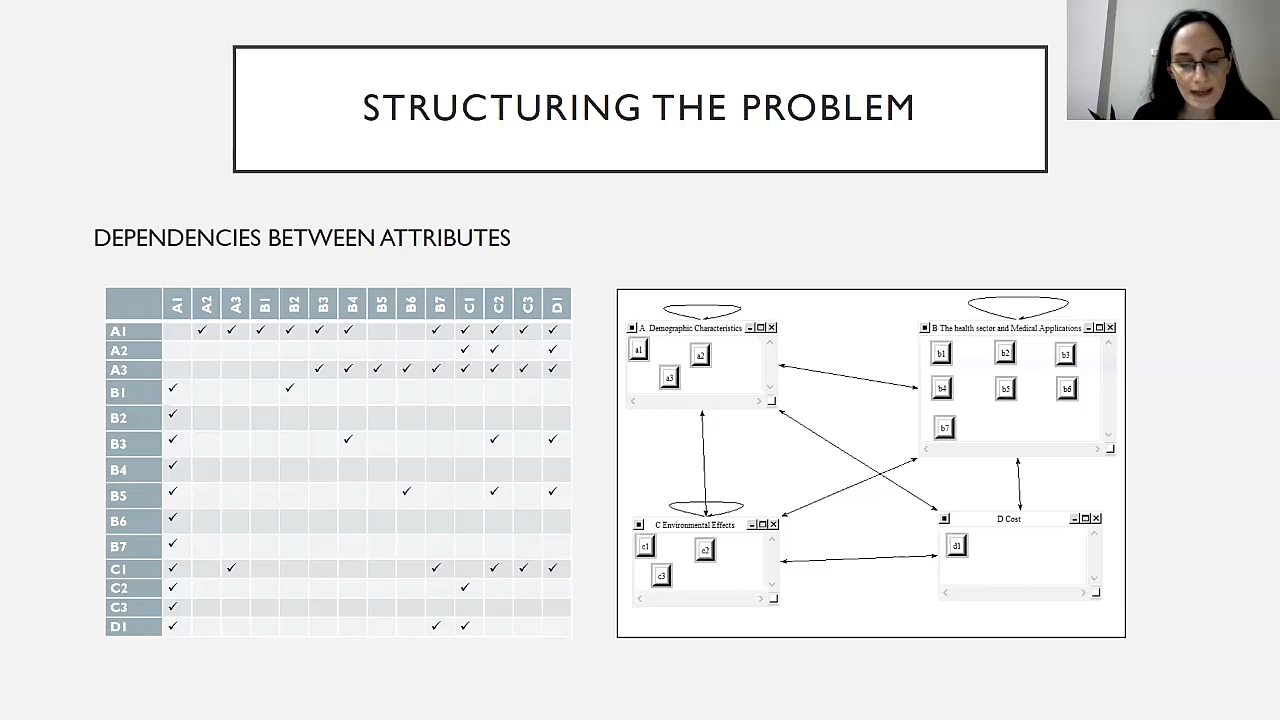 STRUCTURING THE PROBLEM
DEPENDENCIES BETWEEN ATTRIBUTES
A1 A2 A3 B1 B2 B3 B4 B5 B6 B7 C1 C2 C3 D1
A1 ✓ ✓ ✓ ✓ ✓ ✓ ✓ ✓ ✓ ✓ ✓
A2 ✓ ✓ ✓
A3 ✓ ✓ ✓ ✓ ✓ ✓ ✓ ✓ ✓
B1 ✓ ✓
B2 ✓
B3 ✓ ✓ ✓ ✓
B4 ✓
B5 ✓ ✓ ✓ ✓
B6 ✓
B7 ✓
C1 ✓ ✓ ✓ ✓ ✓ ✓
C2 ✓ ✓
C3 ✓
D1 ✓ ✓ ✓
A Demographic Characteristics
a1 a2
a3
B The health sector and Medical Applications
b1 b2 b3
b4 b5 b6
b7
C Environmental Effects
c1 c2
c3
D Cost
d1